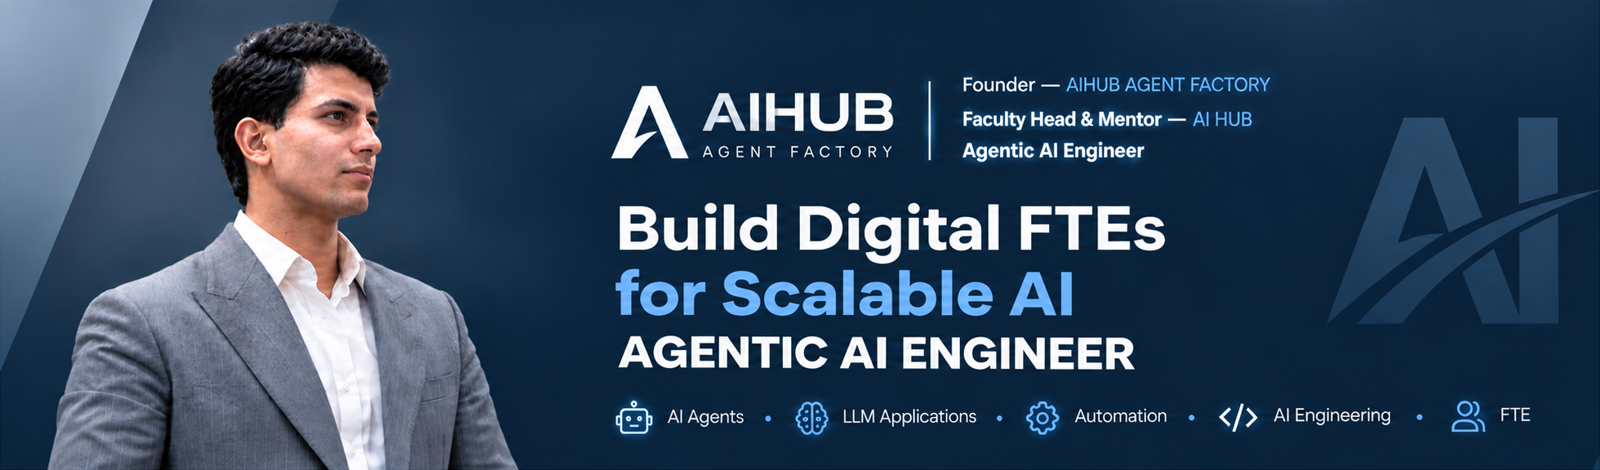 AIHUB
AGENT FACTORY
Founder — AIHUB AGENT FACTORY
Faculty Head & Mentor — AI HUB
Agentic AI Engineer
Build Digital FTEs
for Scalable AI
AGENTIC AI ENGINEER
AI Agents • LLM Applications • Automation • </> AI Engineering • FTE
AI